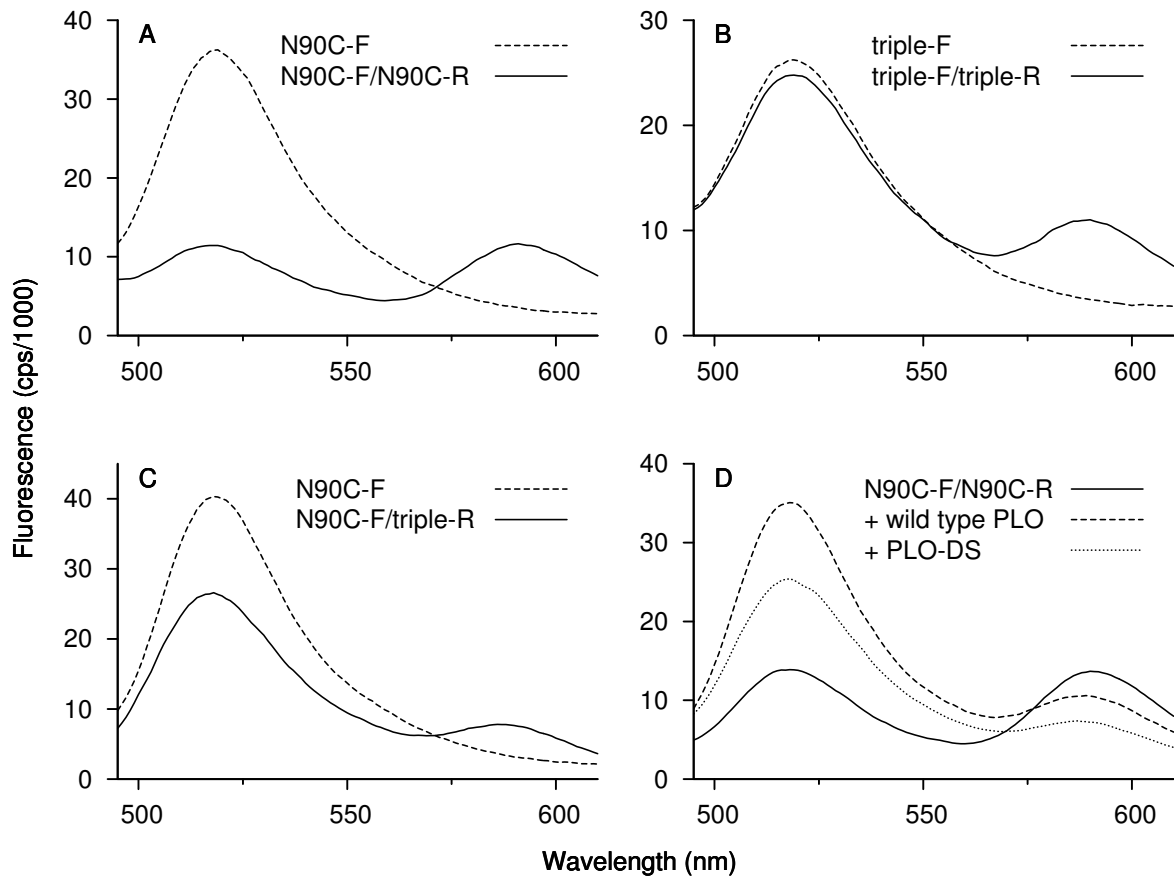 A
N90C-F
N90C-F/N90C-R
40
30
20
10
0
500
550
600
B
triple-F
triple-F/triple-R
30
20
10
0
500
550
600
Fluorescence (cps/1000)
C
N90C-F
N90C-F/triple-R
40
30
20
10
0
500
550
600
D
N90C-F/N90C-R
+ wild type PLO
+ PLO-DS
40
30
20
10
0
500
550
600
Wavelength (nm)